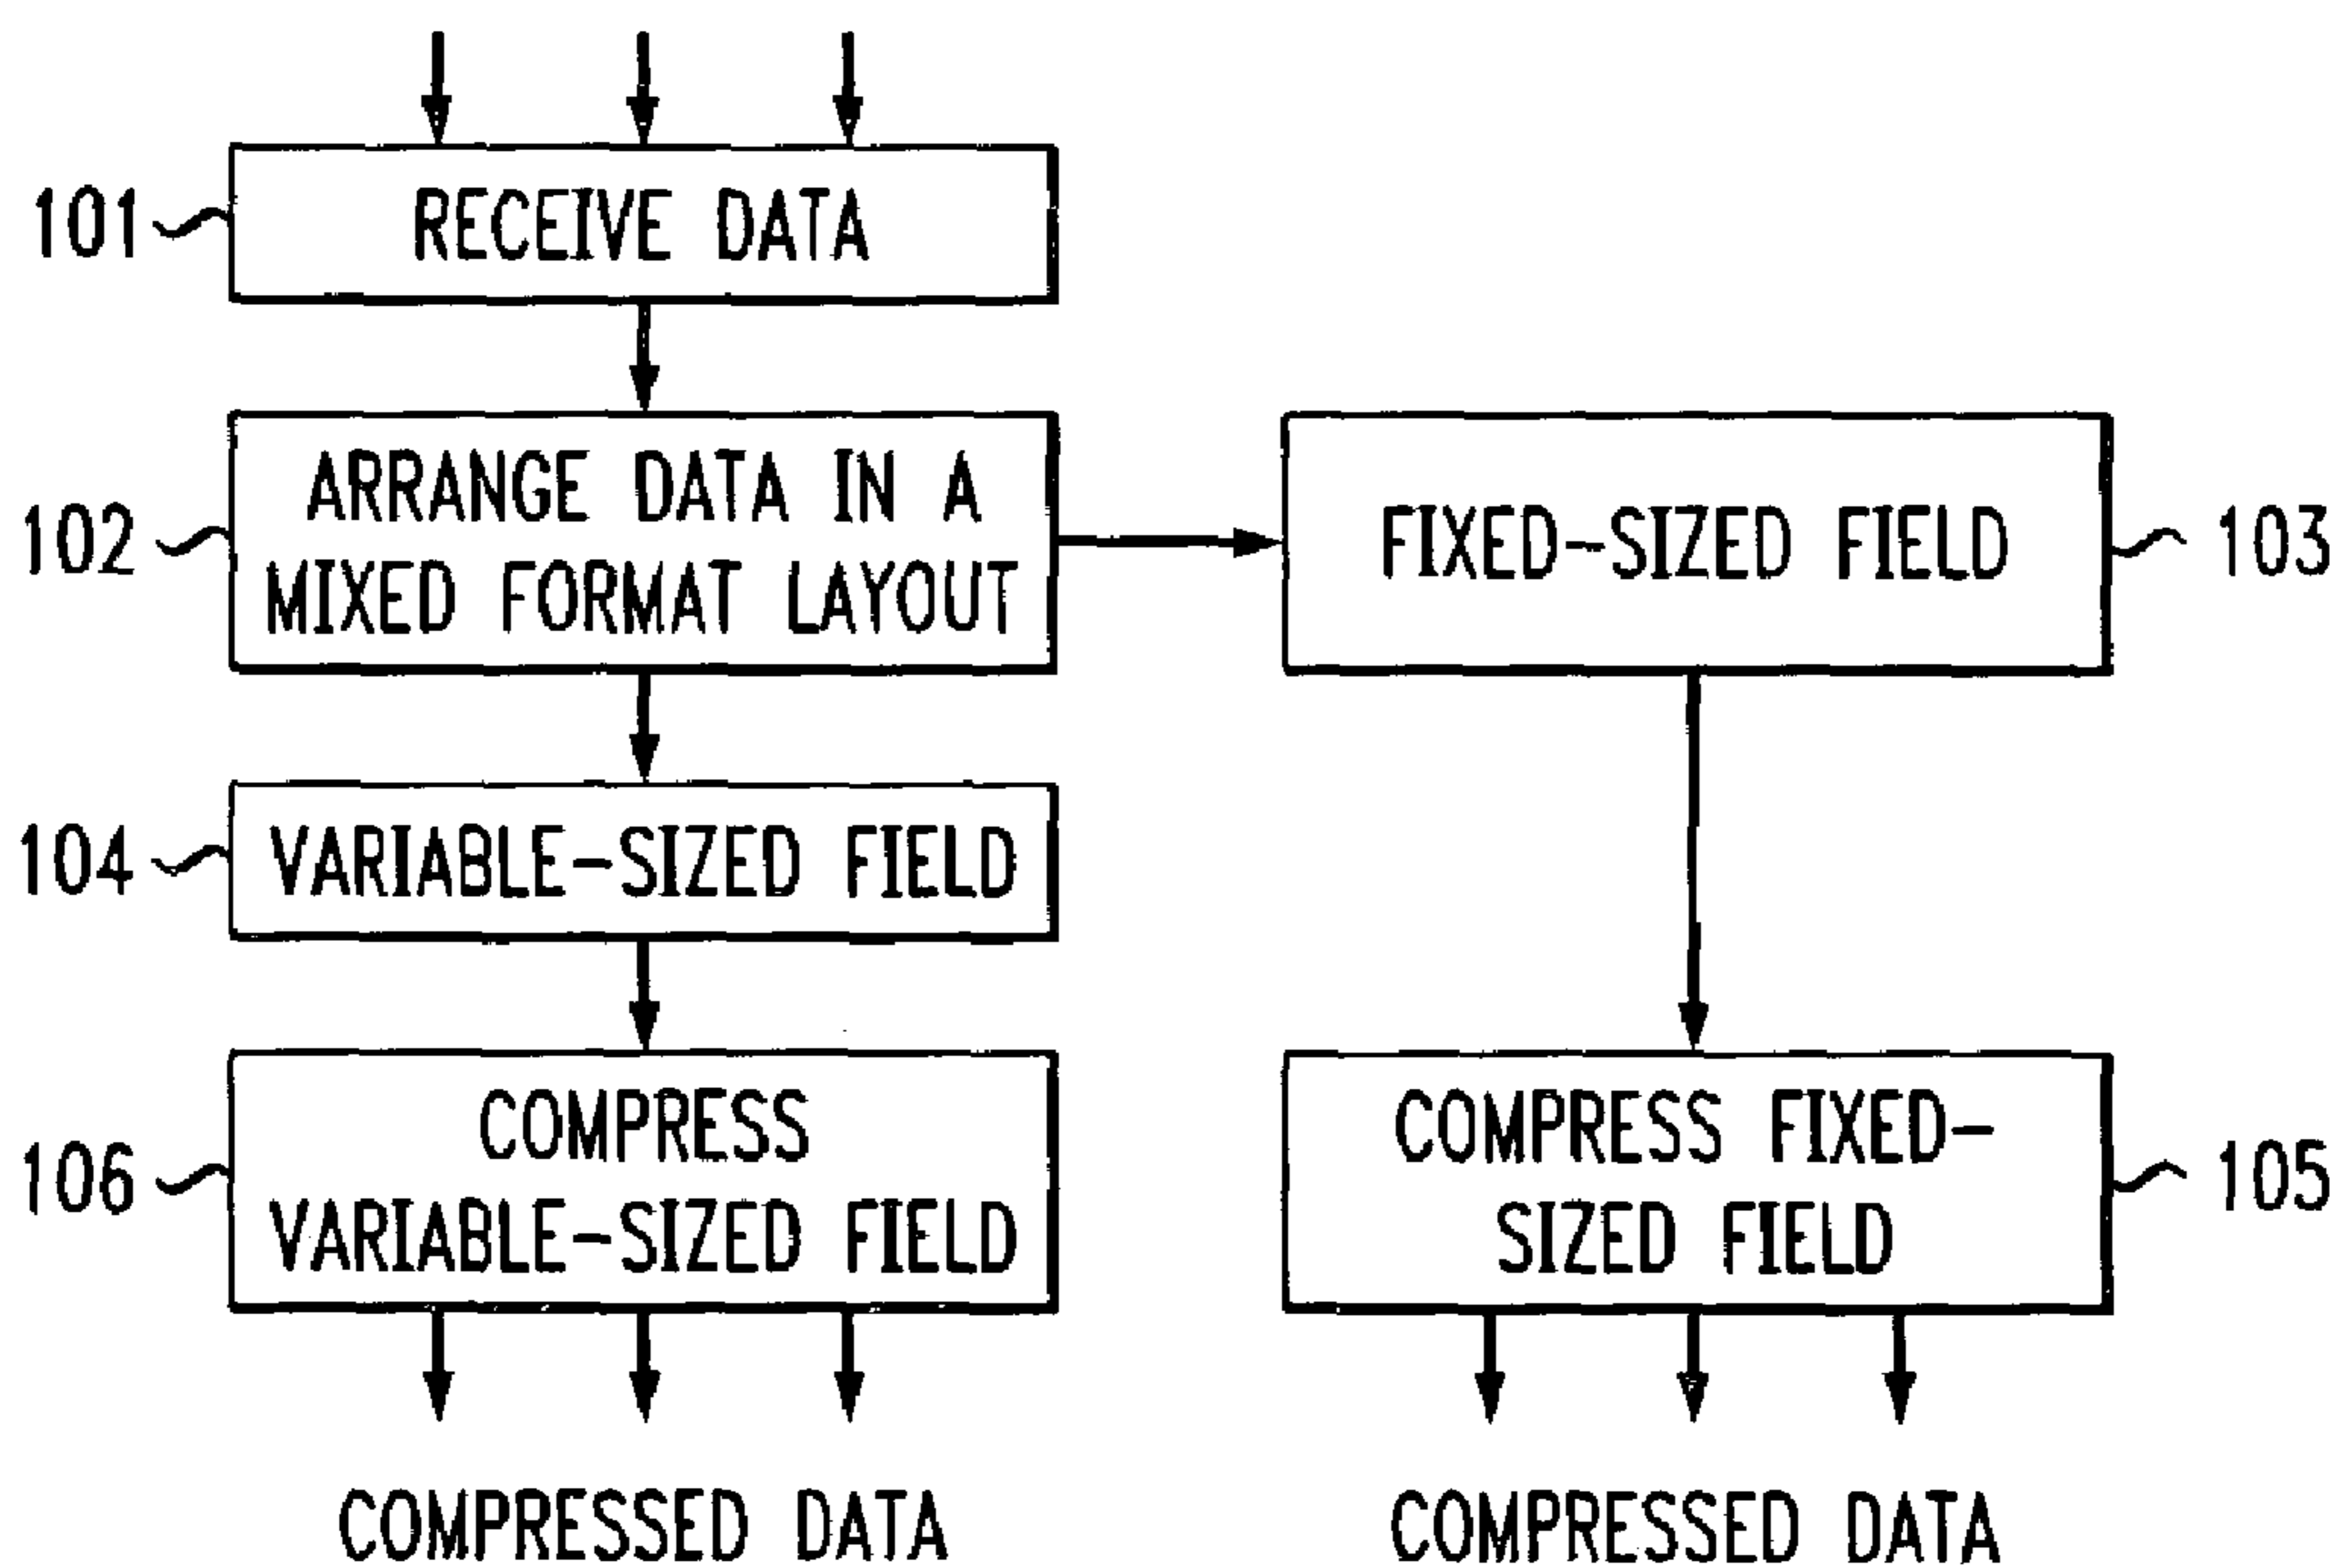 101
RECEIVE DATA
102
ARRANGE DATA IN A
MIXED FORMAT LAYOUT
FIXED-SIZED FIELD
103
104
VARIABLE-SIZED FIELD
106
COMPRESS
VARIABLE-SIZED FIELD
COMPRESS FIXED-
SIZED FIELD
105
COMPRESSED DATA
COMPRESSED DATA